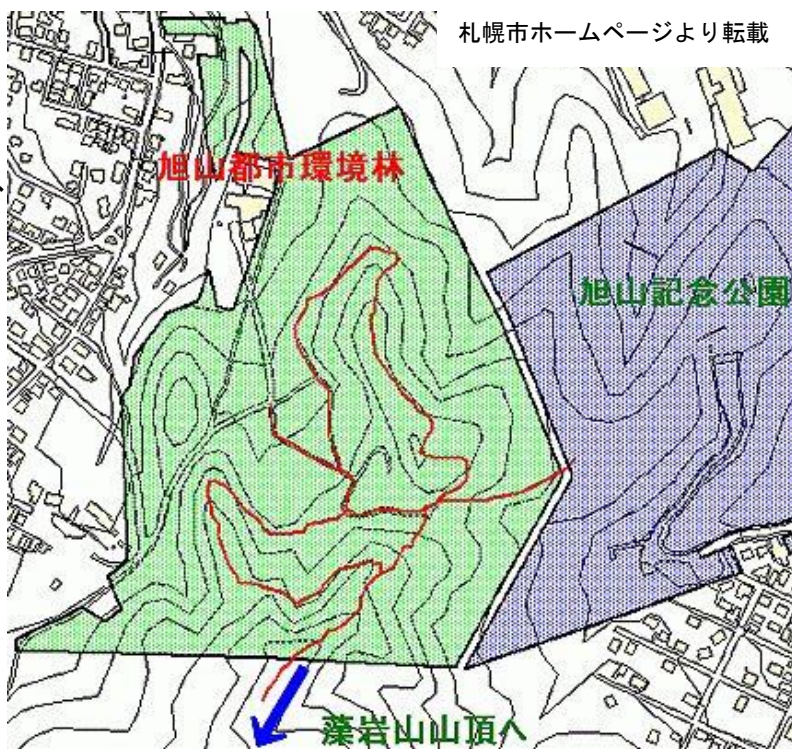 札幌市ホームページより転載
旭山都市環境林
旭山記念公園
藻岩山山頂へ